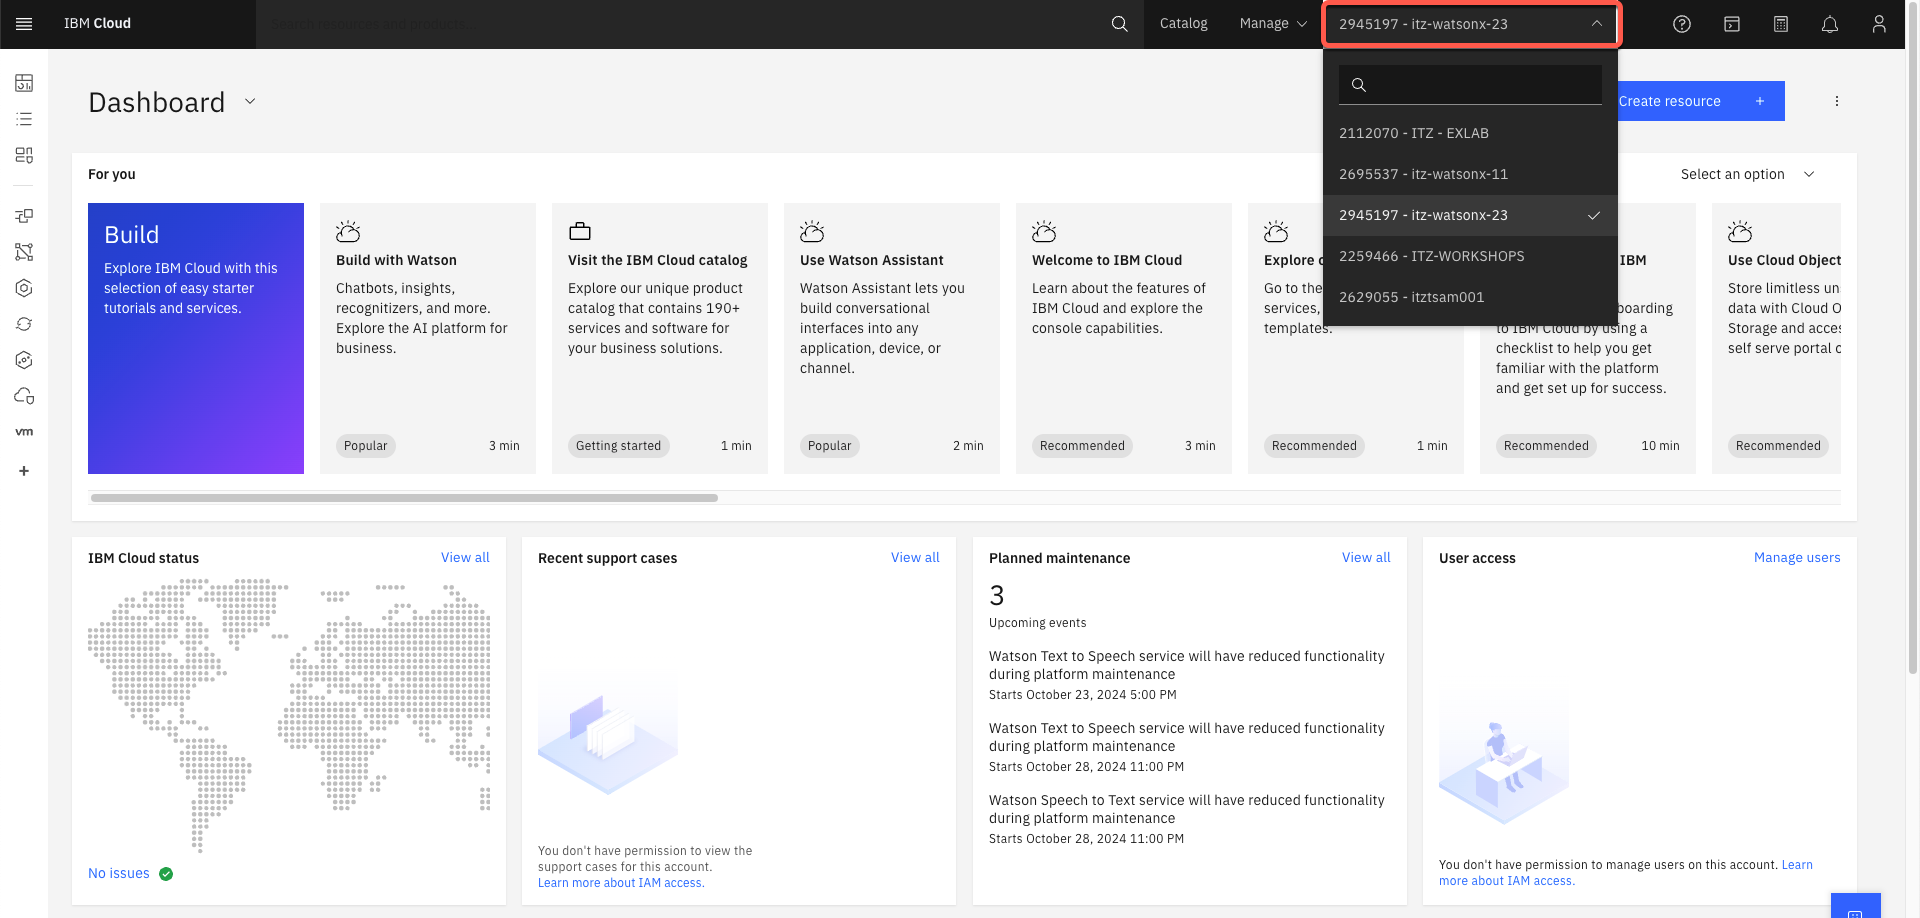 IBM Cloud
Search resources and products...
Catalog
Manage
2945197 - itz-watsonx-23
2112070 - ITZ - EXLAB
2695537 - itz-watsonx-11
2945197 - itz-watsonx-23
2259466 - ITZ-WORKSHOPS
2629055 - itztsam001
Dashboard
Create resource +
For you
Select an option
Build
Explore IBM Cloud with this
selection of easy starter
tutorials and services.
Build with Watson
Chatbots, insights,
recognizers, and more.
Explore the AI platform for
business.
Popular
3 min
Visit the IBM Cloud catalog
Explore our unique product
catalog that contains 190+
services and software for
your business solutions.
Getting started
1 min
Use Watson Assistant
Watson Assistant lets you
build conversational
interfaces into any
application, device, or
channel.
Popular
2 min
Welcome to IBM Cloud
Learn about the features of
IBM Cloud and explore the
console capabilities.
Recommended
3 min
Explore
Go to the
services,
templates.
Recommended
1 min
IBM
boarding
to IBM Cloud by using a
checklist to help you get
familiar with the platform
and get set up for success.
Recommended
10 min
Use Cloud Object
Store limitless un
data with Cloud O
Storage and acces
self serve portal
Recommended
vm
IBM Cloud status
View all
No issues
Recent support cases
View all
You don't have permission to view the
support cases for this account.
Learn more about IAM access.
Planned maintenance
View all
3
Upcoming events
Watson Text to Speech service will have reduced functionality
during platform maintenance
Starts October 23, 2024 5:00 PM
Watson Text to Speech service will have reduced functionality
during platform maintenance
Starts October 28, 2024 11:00 PM
Watson Speech to Text service will have reduced functionality
during platform maintenance
Starts October 28, 2024 11:00 PM
User access
Manage users
You don't have permission to manage users on this account. Learn
more about IAM access.